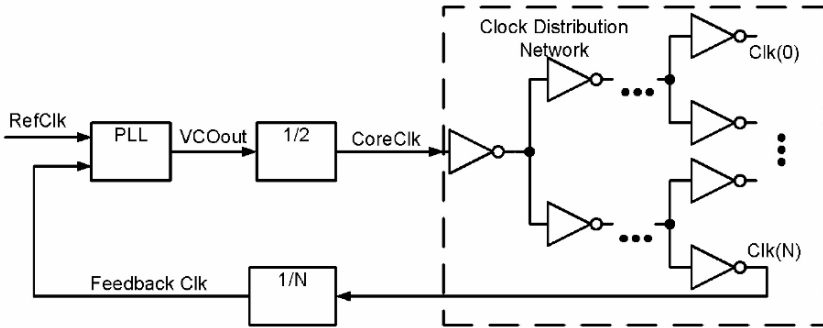 Clock Distribution
Network
Clk(0)
RefClk
PLL
VCOout
1/2
CoreClk
Clk(N)
Feedback Clk
1/N